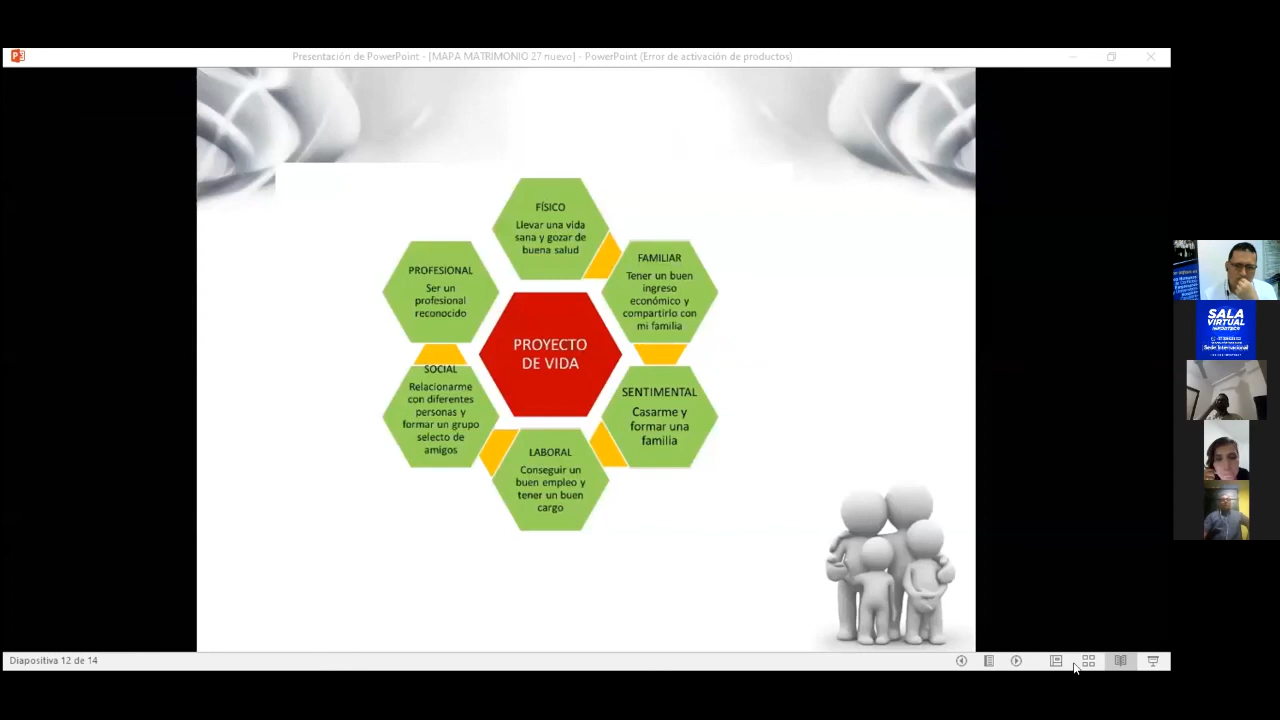 Presentación de PowerPoint - [MAPA MATRIMONIO 27 nuevo] - PowerPoint (Error de activación de productos)
FÍSICO
Llevar una vida
sana y gozar de
buena salud
FAMILIAR
Tener un buen
ingreso
económico y
compartirlo con
mi familia
SENTIMENTAL
Casarme y
formar una
familia
LABORAL
Conseguir un
buen empleo y
tener un buen
cargo
SOCIAL
Relacionarme
con diferentes
personas y
formar un grupo
selecto de
amigos
PROFESIONAL
Ser un
profesional
reconocido
PROYECTO
DE VIDA
SALA
VIRTUAL
Sede Internacional
Diapositiva 12 de 14